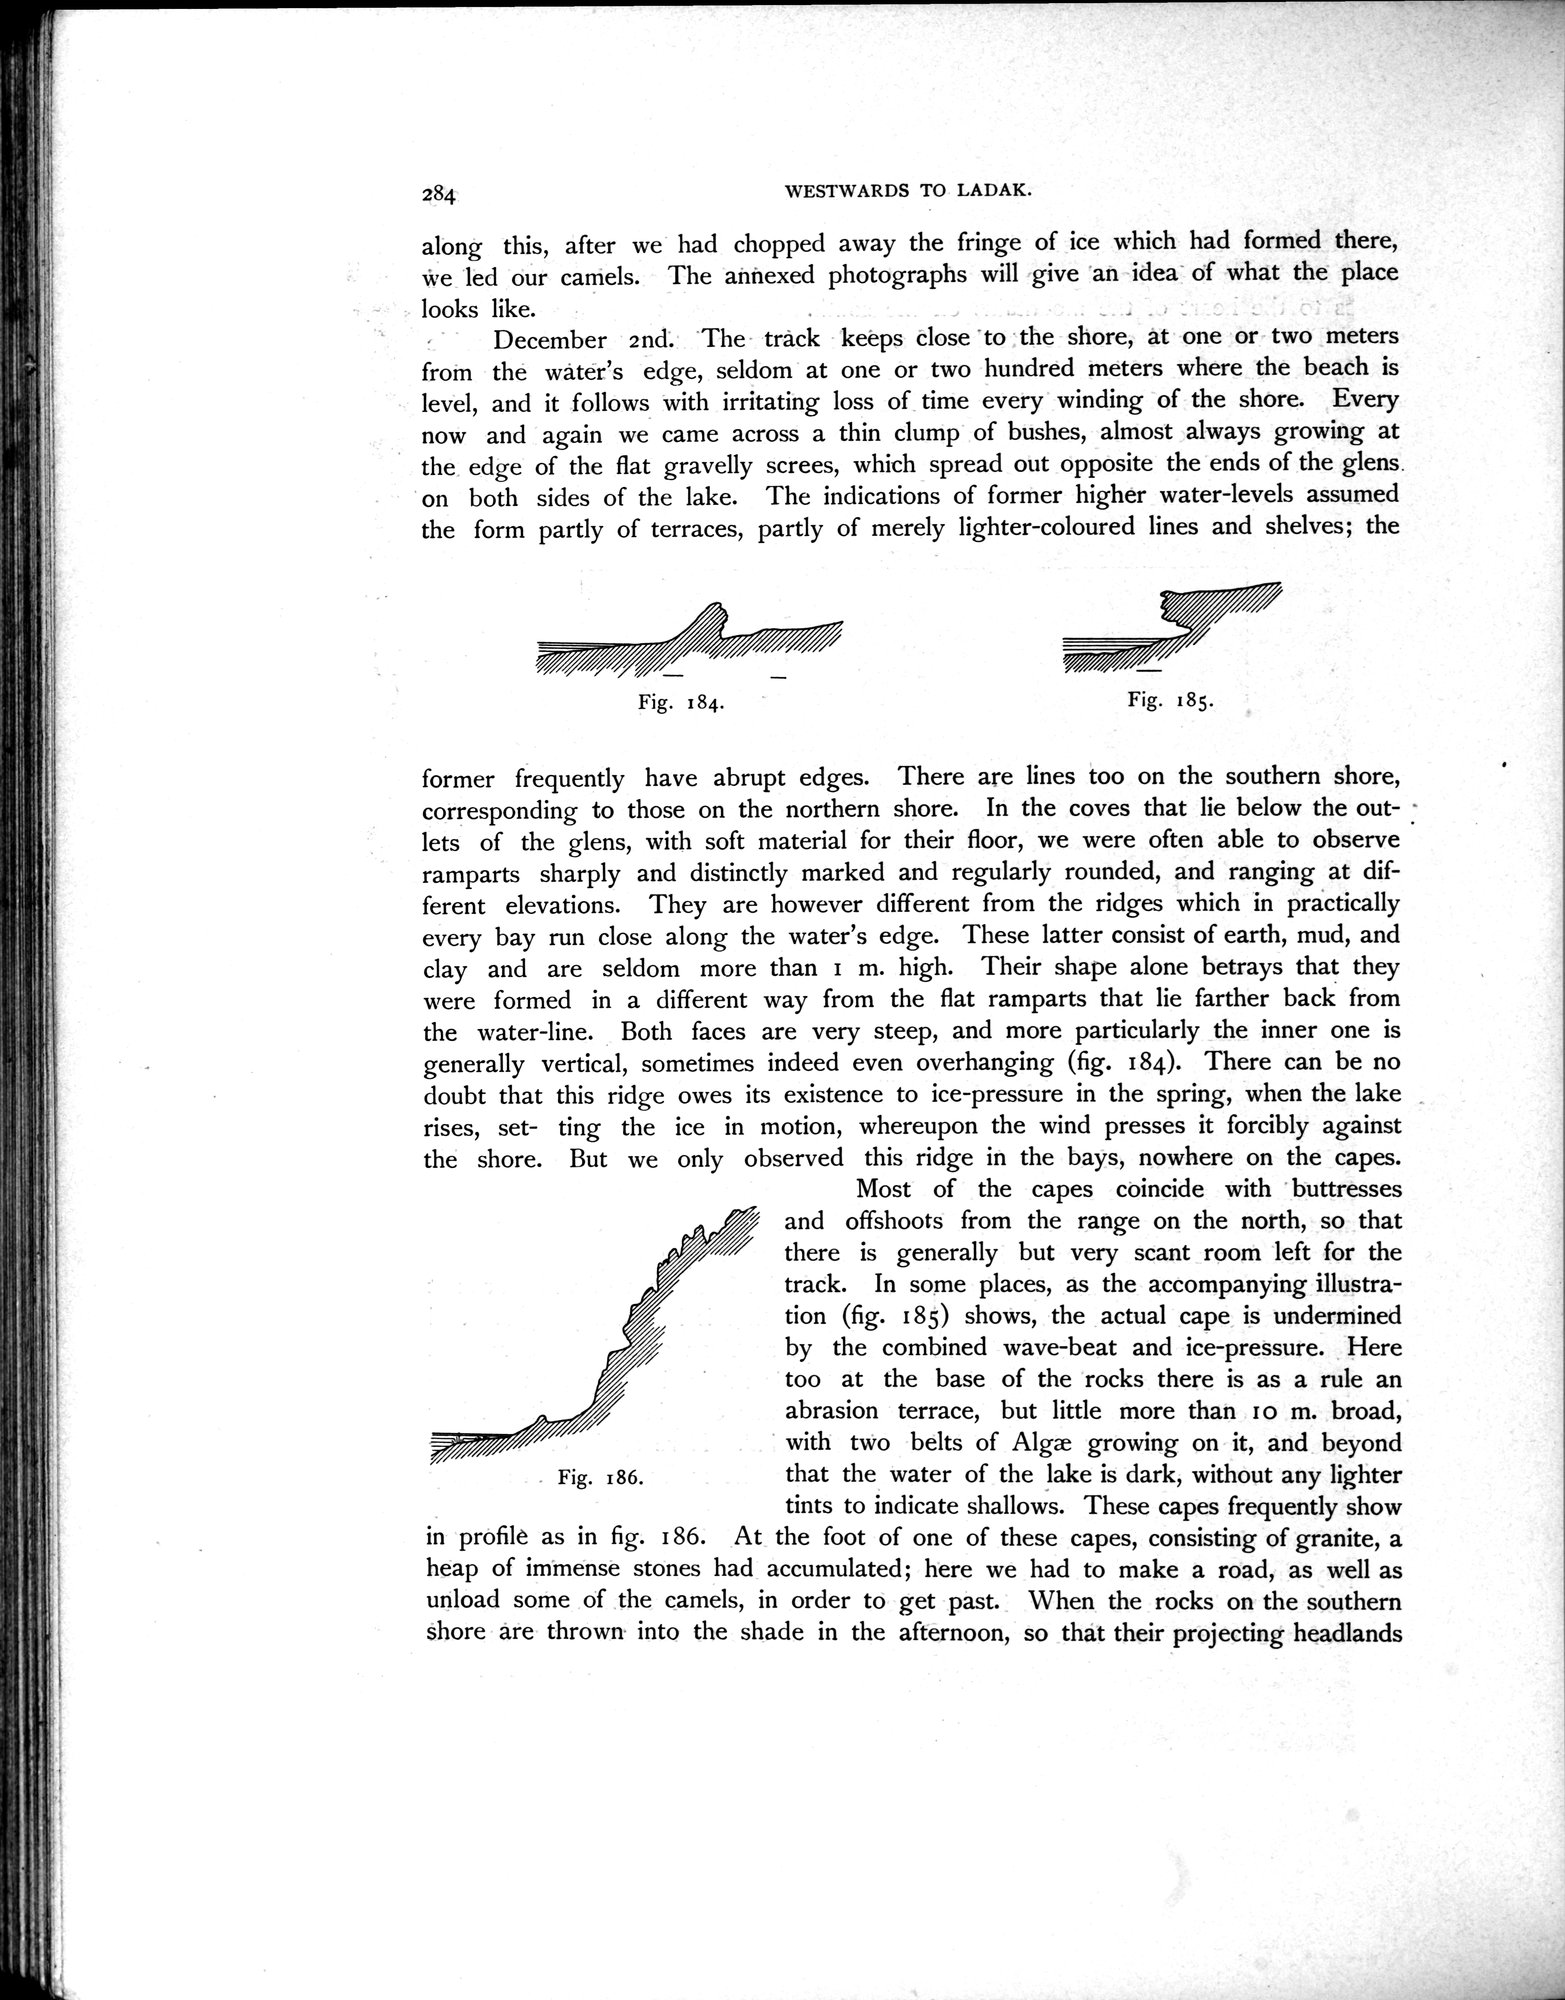 284
WESTWARDS TO LADAK.
along this, after we had chopped away the fringe of ice which had formed there,
we led our camels. The annexed photographs will give an idea of what the place
looks like.
December 2nd. The track keeps close to the shore, at one or two meters
from the water's edge, seldom at one or two hundred meters where the beach is
level, and it follows with irritating loss of time every winding of the shore. Every
now and again we came across a thin clump of bushes, almost always growing at
the edge of the flat gravelly screes, which spread out opposite the ends of the glens
on both sides of the lake. The indications of former higher water-levels assumed
the form partly of terraces, partly of merely lighter-coloured lines and shelves; the
Fig. 184.
Fig. 185.
former frequently have abrupt edges. There are lines too on the southern shore,
corresponding to those on the northern shore. In the coves that lie below the out-
lets of the glens, with soft material for their floor, we were often able to observe
ramparts sharply and distinctly marked and regularly rounded, and ranging at dif-
ferent elevations. They are however different from the ridges which in practically
every bay run close along the water's edge. These latter consist of earth, mud, and
clay and are seldom more than 1 m. high. Their shape alone betrays that they
were formed in a different way from the flat ramparts that lie farther back from
the water-line. Both faces are very steep, and more particularly the inner one is
generally vertical, sometimes indeed even overhanging (fig. 184). There can be no
doubt that this ridge owes its existence to ice-pressure in the spring, when the lake
rises, set- ting the ice in motion, whereupon the wind presses it forcibly against
the shore. But we only observed this ridge in the bays, nowhere on the capes.
Most of the capes coincide with buttresses
and offshoots from the range on the north, so that
there is generally but very scant room left for the
track. In some places, as the accompanying illustra-
tion (fig. 185) shows, the actual cape is undermined
by the combined wave-beat and ice-pressure. Here
too at the base of the rocks there is as a rule an
abrasion terrace, but little more than 10 m. broad,
with two belts of Algæ growing on it, and beyond
that the water of the lake is dark, without any lighter
tints to indicate shallows. These capes frequently show
Fig. 186.
in profile as in fig. 186. At the foot of one of these capes, consisting of granite, a
heap of immense stones had accumulated; here we had to make a road, as well as
unload some of the camels, in order to get past. When the rocks on the southern
shore are thrown into the shade in the afternoon, so that their projecting headlands